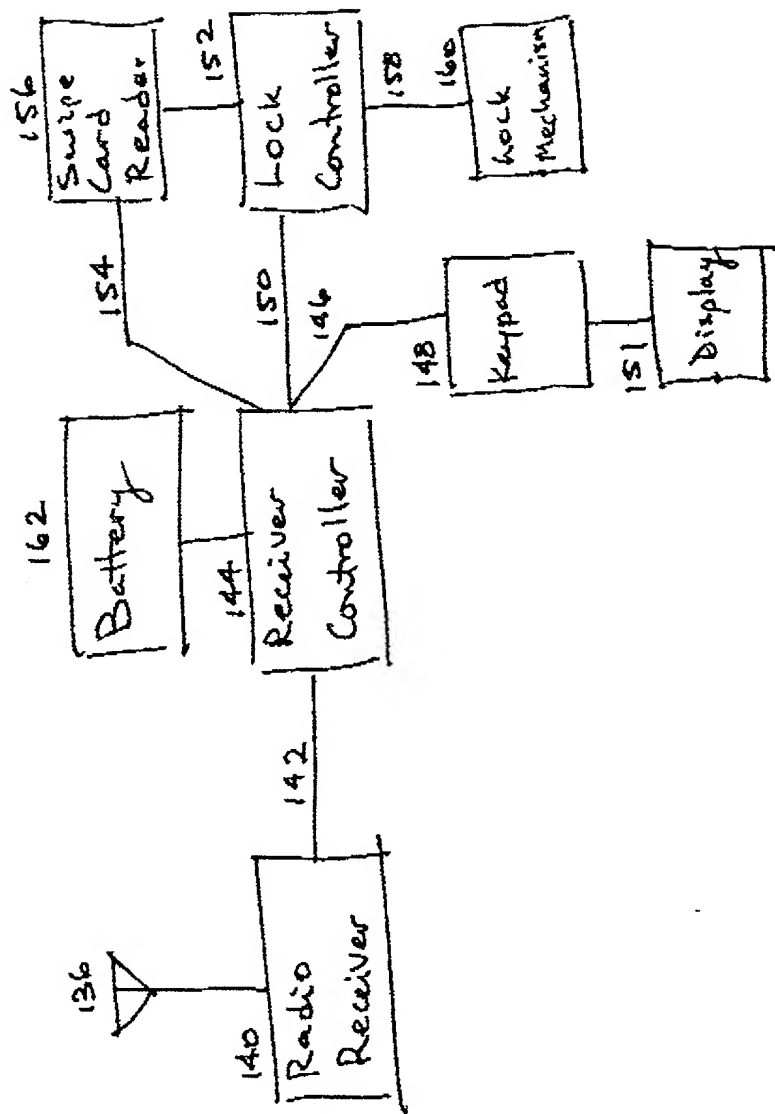 136
140
Radio
Receiver
142
162
Battery
144
Receiver
Controller
154
150
146
156
Swipe
Card
Reader
152
Lock
Controller
158
160
Lock
Mechanism
148
Keypad
151
Display